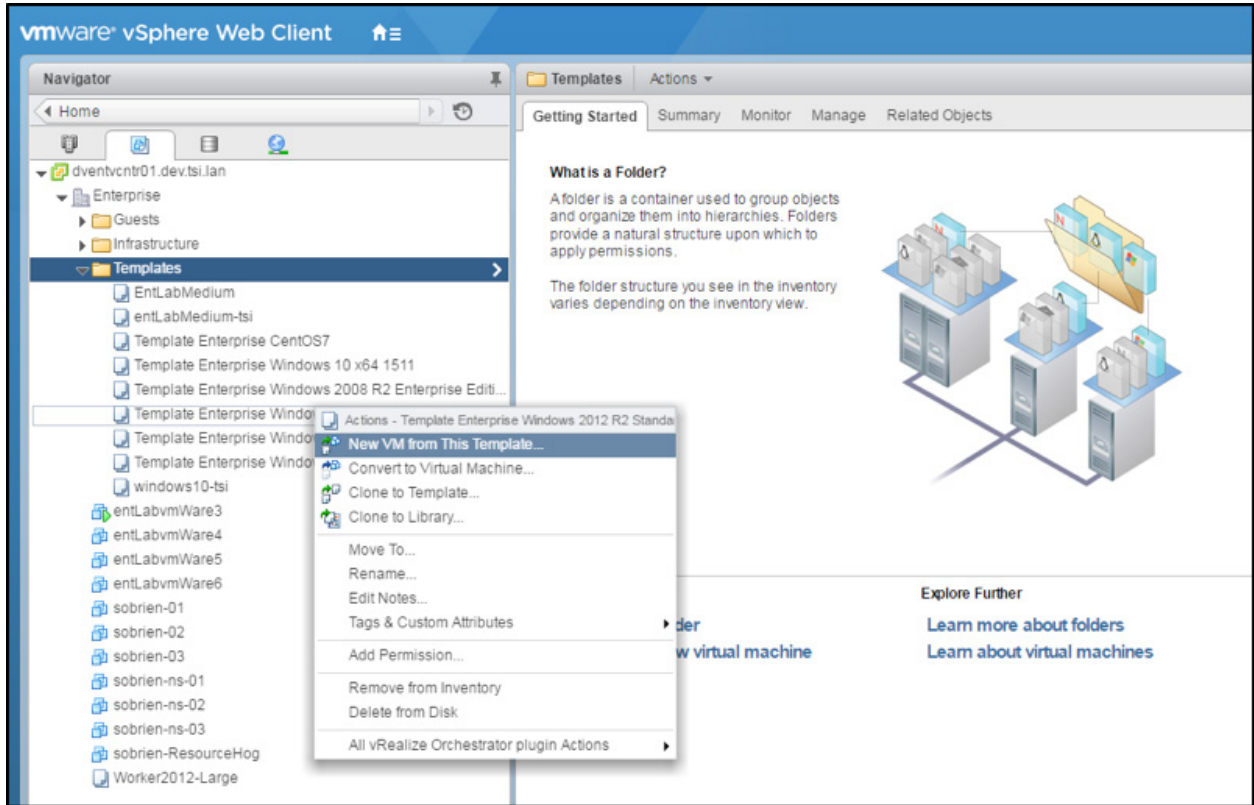 vmware® vSphere Web Client
Navigator
Home
dventvcntr01.dev.tsi.lan
Enterprise
Guests
Infrastructure
Templates
EntLabMedium
entLabMedium-tsi
Template Enterprise CentOS7
Template Enterprise Windows 10 x64 1511
Template Enterprise Windows 2008 R2 Enterprise Editi...
Template Enterprise Windo
Template Enterprise Windo
Template Enterprise Windo
windows10-tsi
entLabvmWare3
entLabvmWare4
entLabvmWare5
entLabvmWare6
sobrien-01
sobrien-02
sobrien-03
sobrien-ns-01
sobrien-ns-02
sobrien-ns-03
sobrien-ResourceHog
Worker2012-Large
Actions - Template Enterprise Windows 2012 R2 Standa
New VM from This Template...
Convert to Virtual Machine...
Clone to Template...
Clone to Library...
Move To...
Rename...
Edit Notes...
Tags & Custom Attributes
Add Permission...
Remove from Inventory
Delete from Disk
All vRealize Orchestrator plugin Actions
Templates Actions
Getting Started Summary Monitor Manage Related Objects
What is a Folder?
A folder is a container used to group objects
and organize them into hierarchies. Folders
provide a natural structure upon which to
apply permissions.
The folder structure you see in the inventory
varies depending on the inventory view.
N
N
der
w virtual machine
Explore Further
Learn more about folders
Learn about virtual machines